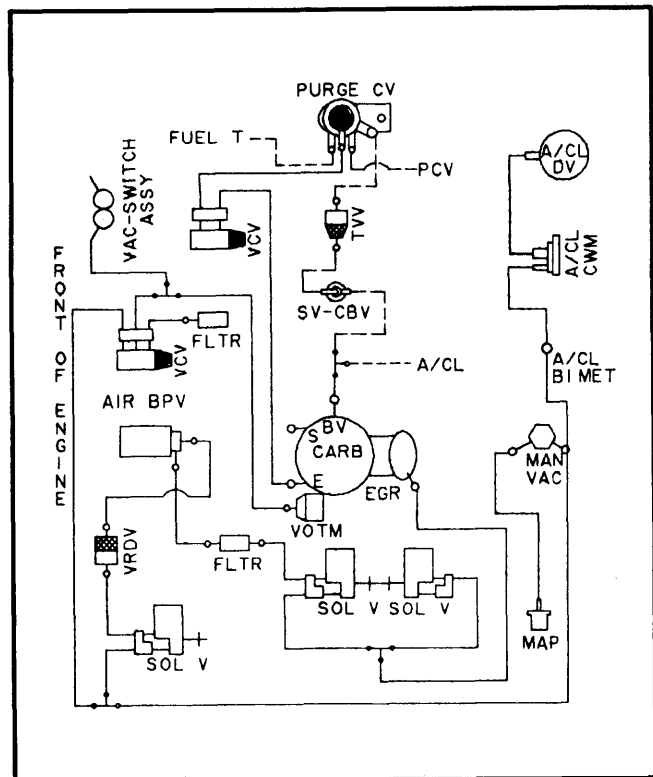 PURGE CV
FUEL T
PCV
A/CL
DV
VAC-SWITCH
ASSY
VCV
TVV
A/CL
CWM
SV-CBV
FRONT OF ENGINE
FLTR
VCV
A/CL
A/CL
BIMET
AIR BPV
S
BV
CARB
E
EGR
MAN
VAC
VOTM
VRDV
FLTR
SOL V
SOL V
MAP
SOL V